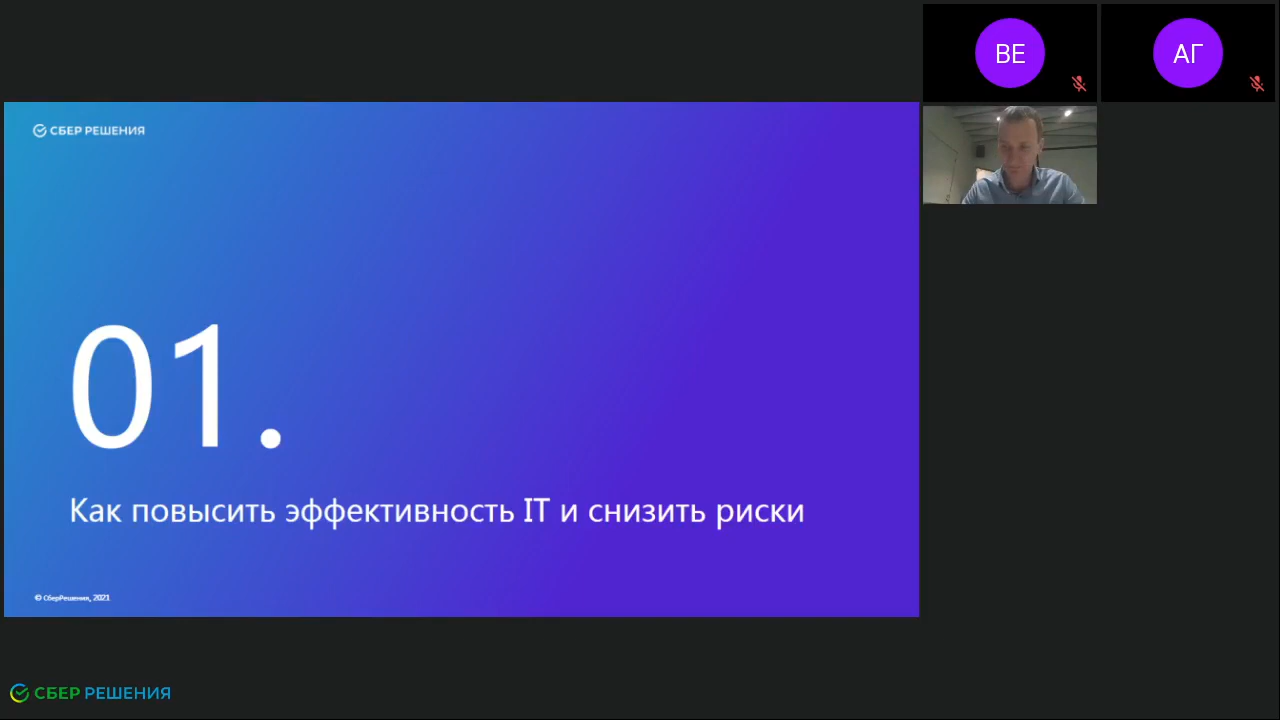 ВЕ
АГ
СБЕР РЕШЕНИЯ
01.
Как повысить эффективность IT и снизить риски
© СберРешения, 2021
СБЕР РЕШЕНИЯ